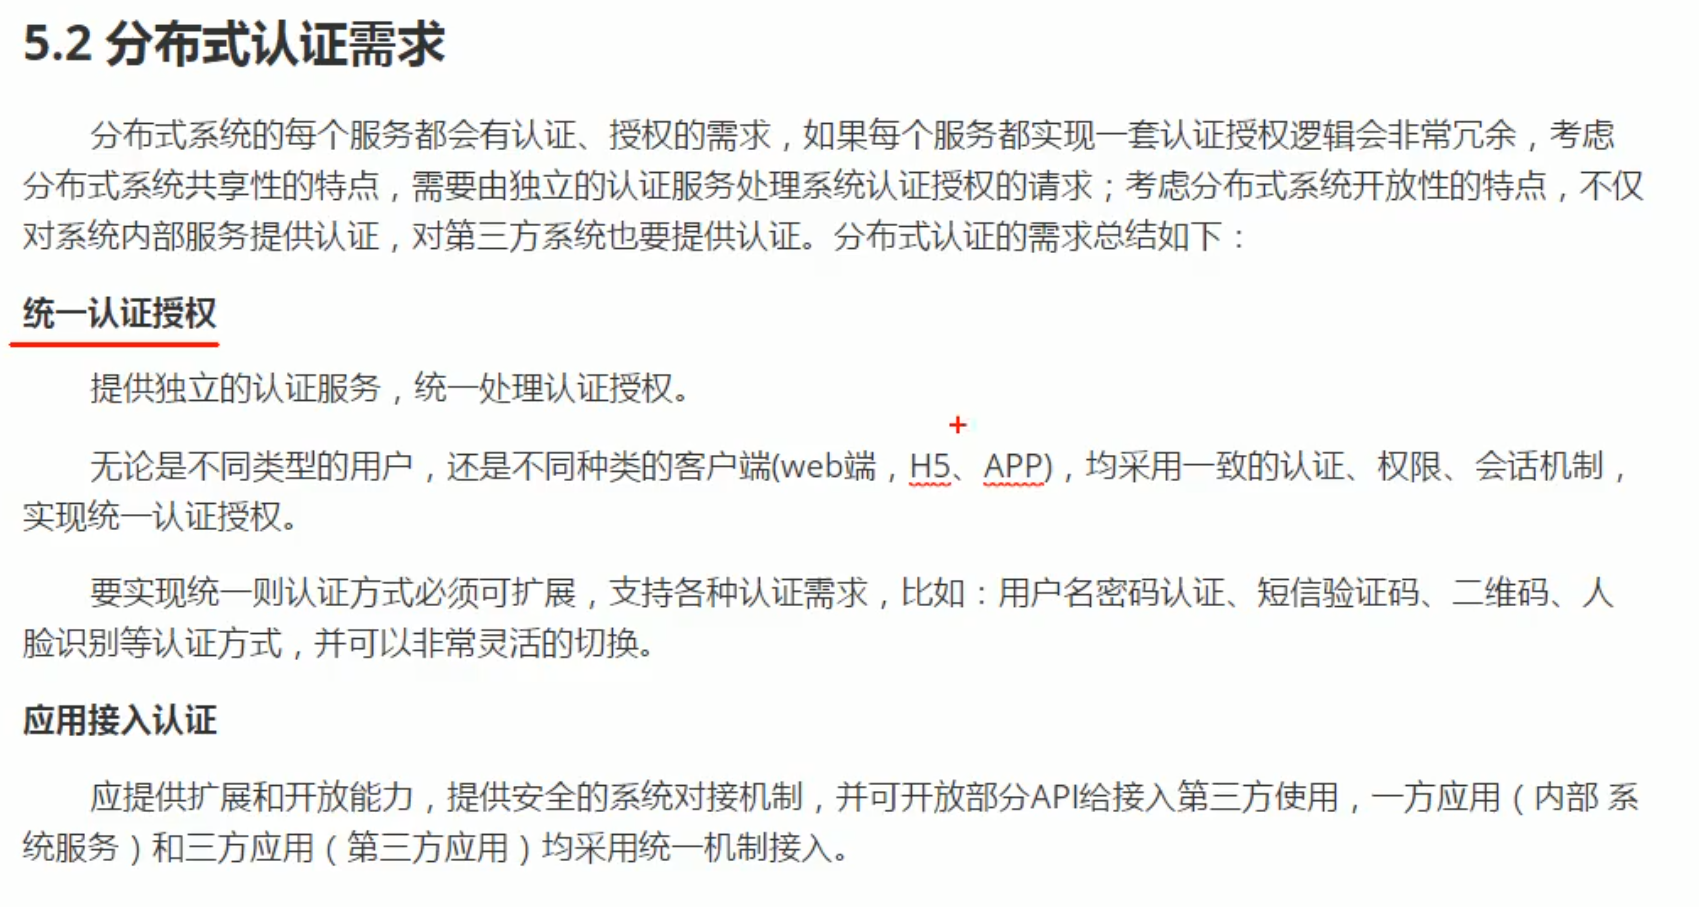 5.2 分布式认证需求
分布式系统的每个服务都会有认证、授权的需求，如果每个服务都实现一套认证授权逻辑会非常冗余，考虑
分布式系统共享性的特点，需要由独立的认证服务处理系统认证授权的请求；考虑分布式系统开放性的特点，不仅
对系统内部服务提供认证，对第三方系统也要提供认证。分布式认证的需求总结如下：
统一认证授权
提供独立的认证服务，统一处理认证授权。
无论是不同类型的用户，还是不同种类的客户端(web端，H5、APP)，均采用一致的认证、权限、会话机制，
实现统一认证授权。
要实现统一则认证方式必须可扩展，支持各种认证需求，比如：用户名密码认证、短信验证码、二维码、人
脸识别等认证方式，并可以非常灵活的切换。
应用接入认证
应提供扩展和开放能力，提供安全的系统对接机制，并可开放部分API给接入第三方使用，一方应用（内部 系
统服务）和三方应用（第三方应用）均采用统一机制接入。